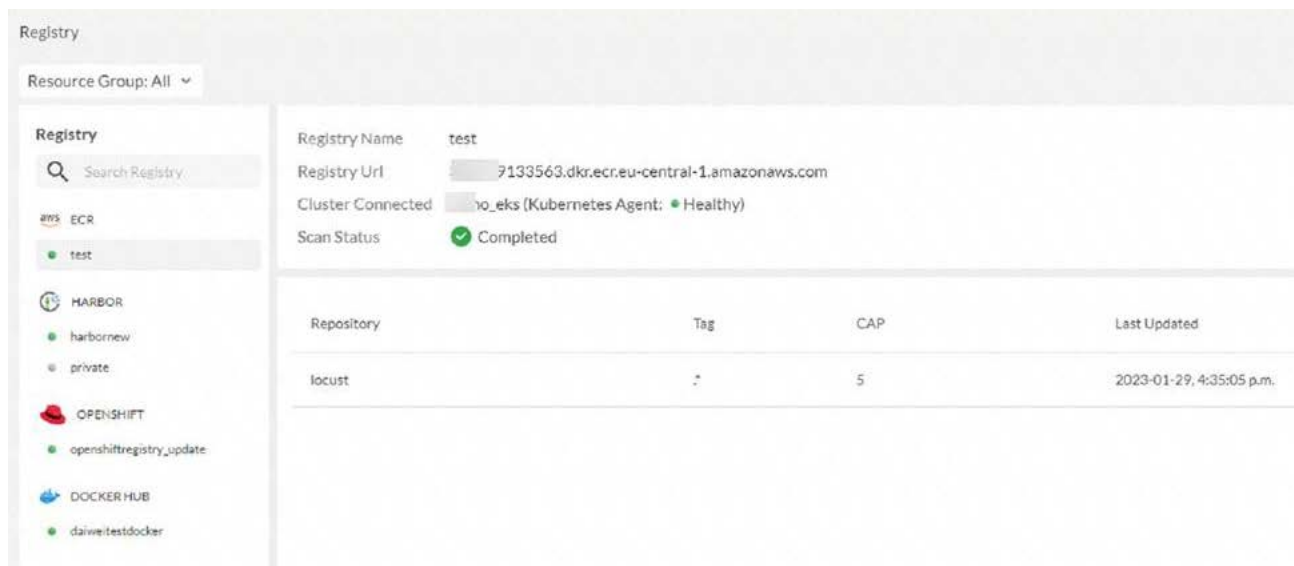 Registry
Resource Group: All
Registry
Search Registry
aws ECR
test
HARBOR
harbornew
private
OPENSHIFT
openshiftregistry_update
DOCKER HUB
daiweitestdocker
Registry Name test
Registry Url 9133563.dkr.ecr.eu-central-1.amazonaws.com
Cluster Connected no_eks (Kubernetes Agent: Healthy)
Scan Status Completed
Repository Tag CAP Last Updated
locust .* 5 2023-01-29, 4:35:05 p.m.